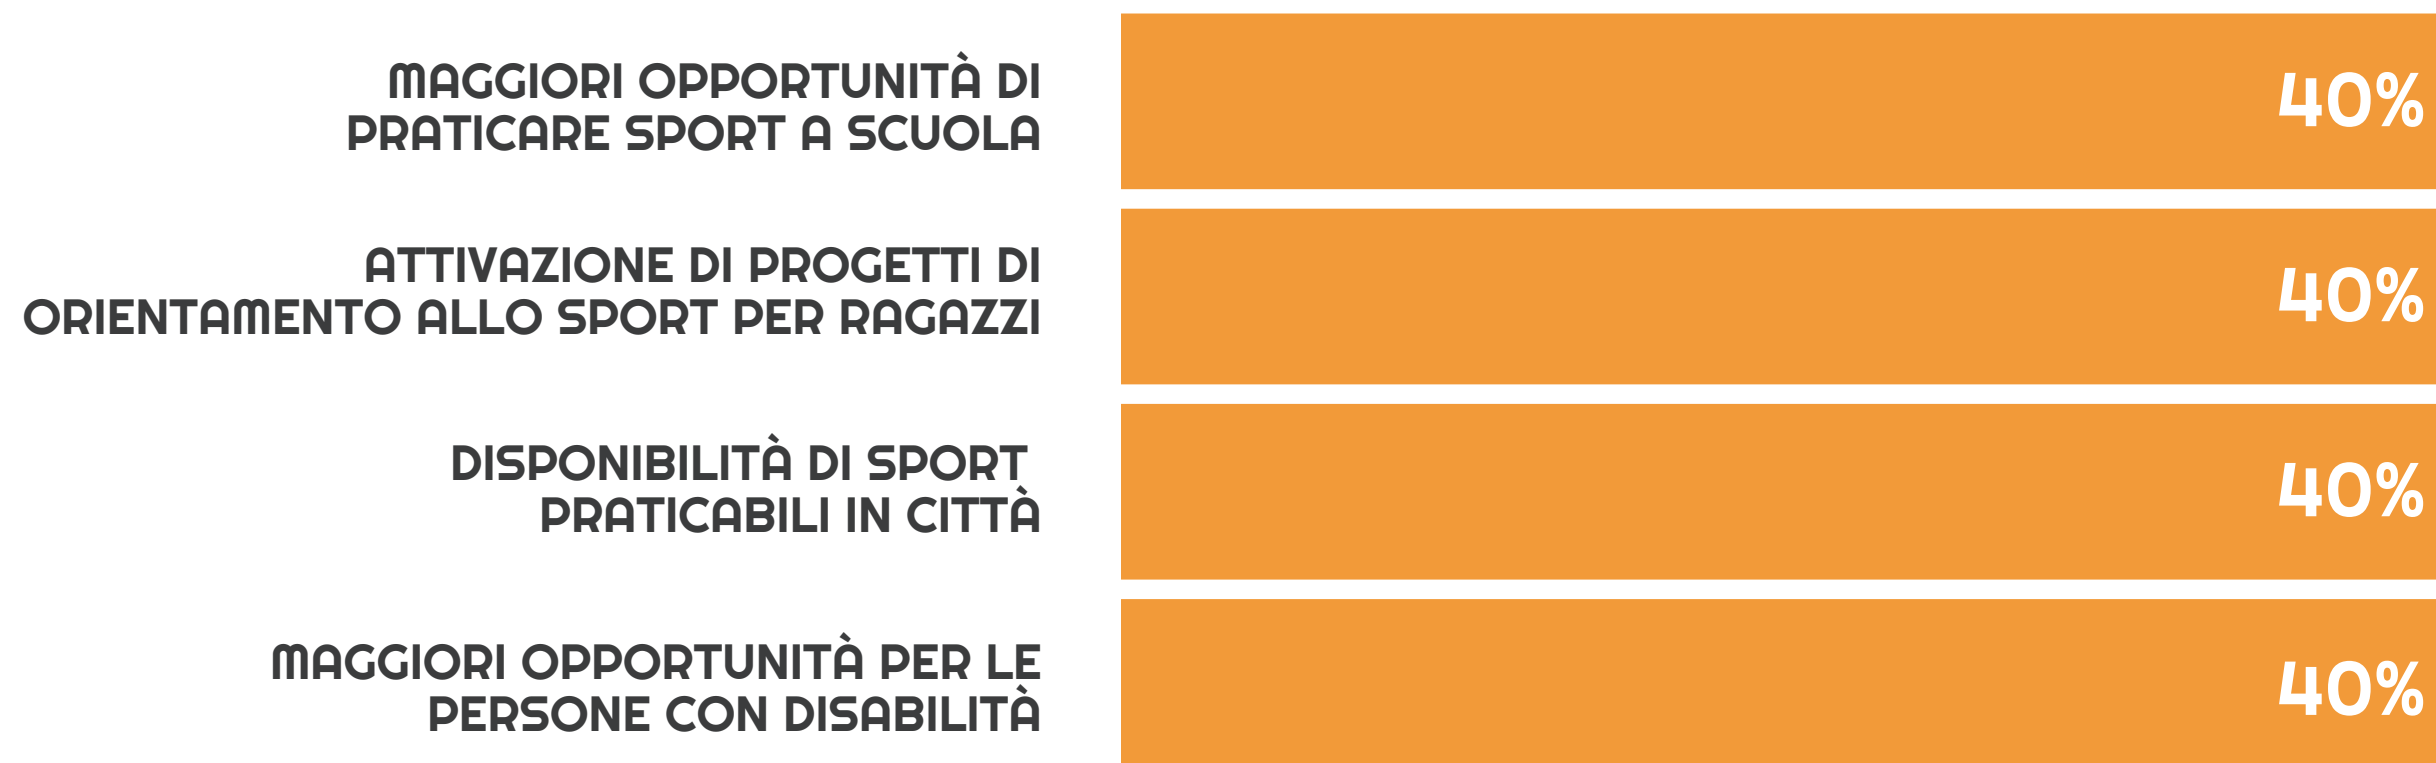 MAGGIORI OPPORTUNITÀ DI
PRATICARE SPORT A SCUOLA
40%
ATTIVAZIONE DI PROGETTI DI
ORIENTAMENTO ALLO SPORT PER RAGAZZI
40%
DISPONIBILITÀ DI SPORT
PRATICABILI IN CITTÀ
40%
MAGGIORI OPPORTUNITÀ PER LE
PERSONE CON DISABILITÀ
40%